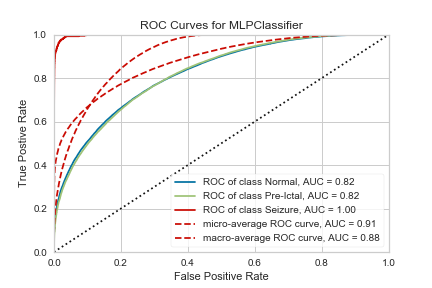 ROC Curves for MLPClassifier
1.0
0.8
0.6
0.4
0.2
0.0
True Postive Rate
ROC of class Normal, AUC = 0.82
ROC of class Pre-Ictal, AUC = 0.82
ROC of class Seizure, AUC = 1.00
micro-average ROC curve, AUC = 0.91
macro-average ROC curve, AUC = 0.88
0.0 0.2 0.4 0.6 0.8 1.0
False Positive Rate